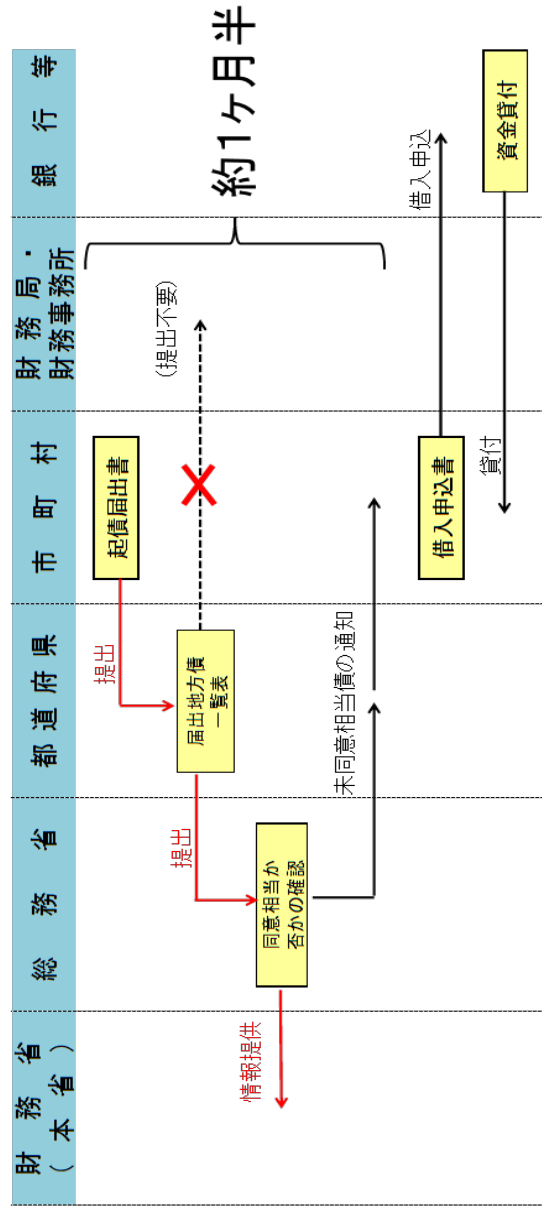 財務省
（本省）
総務省
都道府県
市町村
財務局・
財務事務所
銀行等
起債届出書
提出
届出地方債
一覧表
（提出不要）
約1ヶ月半
提出
同意相当か
否かの確認
情報提供
未同意相当債の通知
借入申込書
借入申込
資金貸付
貸付